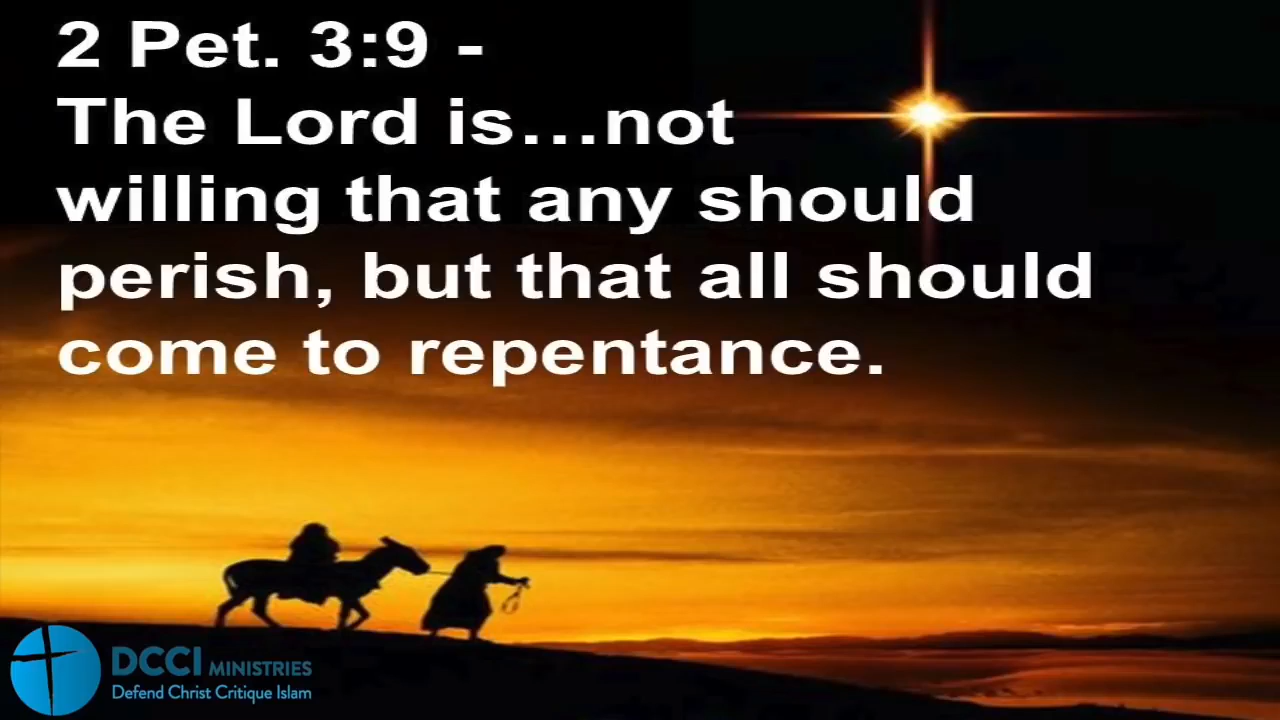 2 Pet. 3:9 -
The Lord is...not
willing that any should
perish, but that all should
come to repentance.
DCCI MINISTRIES
Defend Christ Critique Islam